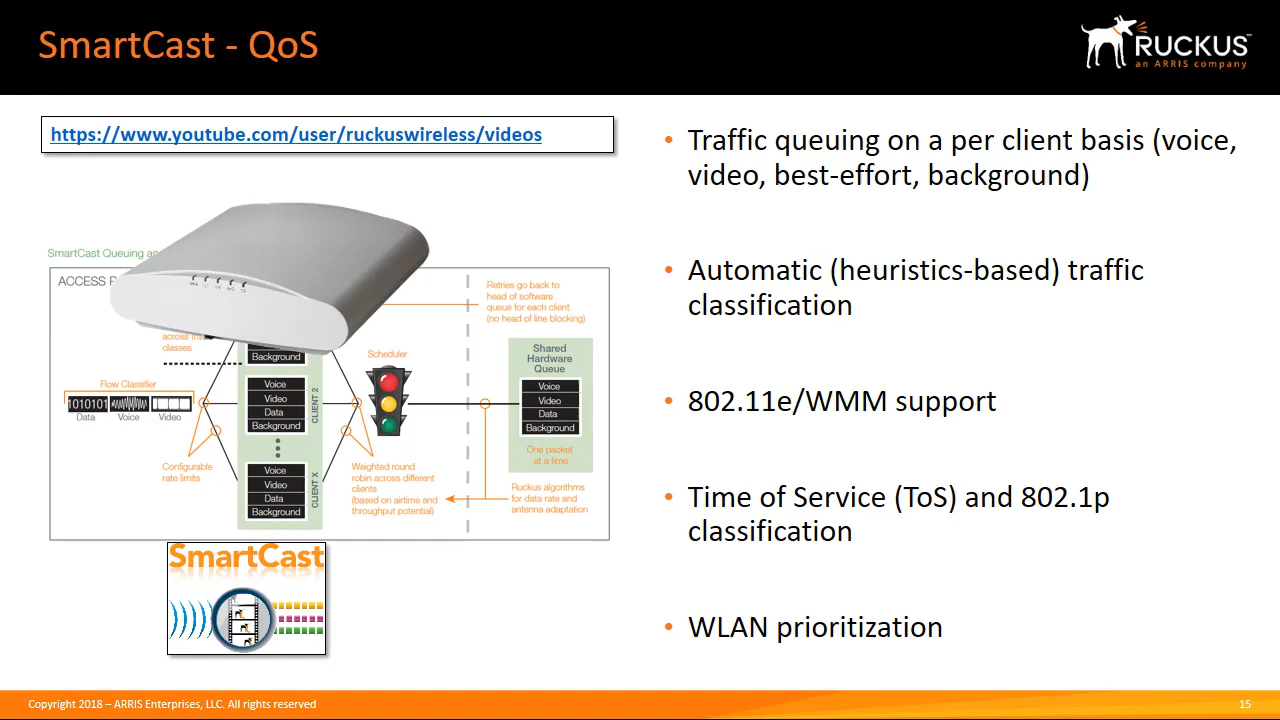 SmartCast - QoS
RUCKUS
an ARRIS company
https://www.youtube.com/user/ruckuswireless/videos
SmartCast Queuing
ACCESS
across
classes
Background
Flow Classifier
1010101
Data Voice Video
Configurable
rate limits
Voice
Video
Data
Background
CLIENT 2
Voice
Video
Data
Background
CLIENT X
Scheduler
Weighted round
robin across different
clients
(based on airtime and
throughput potential)
Retries go back to
head of software
queue for each client
(no head of line blocking)
Shared
Hardware
Queue
Voice
Video
Data
Background
One packet
at a time
Ruckus algorithms
for data rate and
antenna adaptation
SmartCast
• Traffic queuing on a per client basis (voice,
video, best-effort, background)
• Automatic (heuristics-based) traffic
classification
• 802.11e/WMM support
• Time of Service (ToS) and 802.1p
classification
• WLAN prioritization
Copyright 2018 – ARRIS Enterprises, LLC. All rights reserved
15